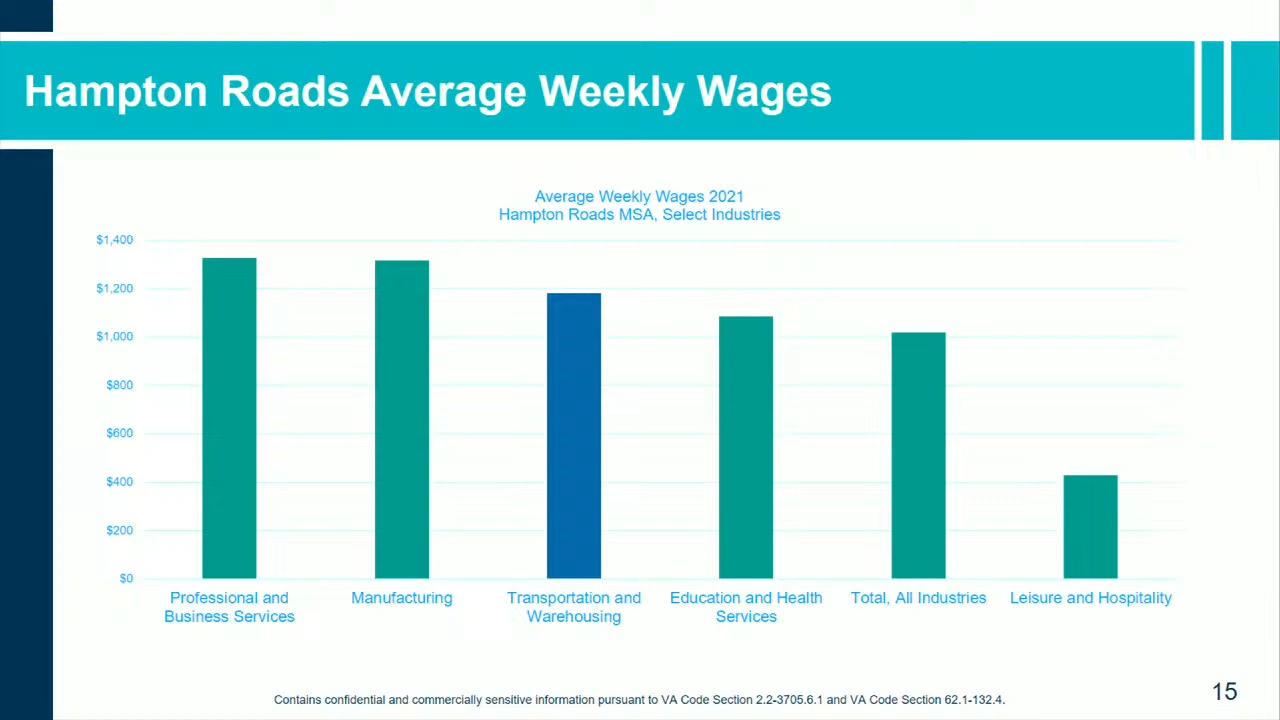 Hampton Roads Average Weekly Wages
Average Weekly Wages 2021
Hampton Roads MSA, Select Industries
$1,400
$1,200
$1,000
$800
$600
$400
$200
$0
Professional and
Business Services
Manufacturing
Transportation and
Warehousing
Education and Health
Services
Total, All Industries
Leisure and Hospitality
Contains confidential and commercially sensitive information pursuant to VA Code Section 2.2-3705.6.1 and VA Code Section 62.1-132.4.
15